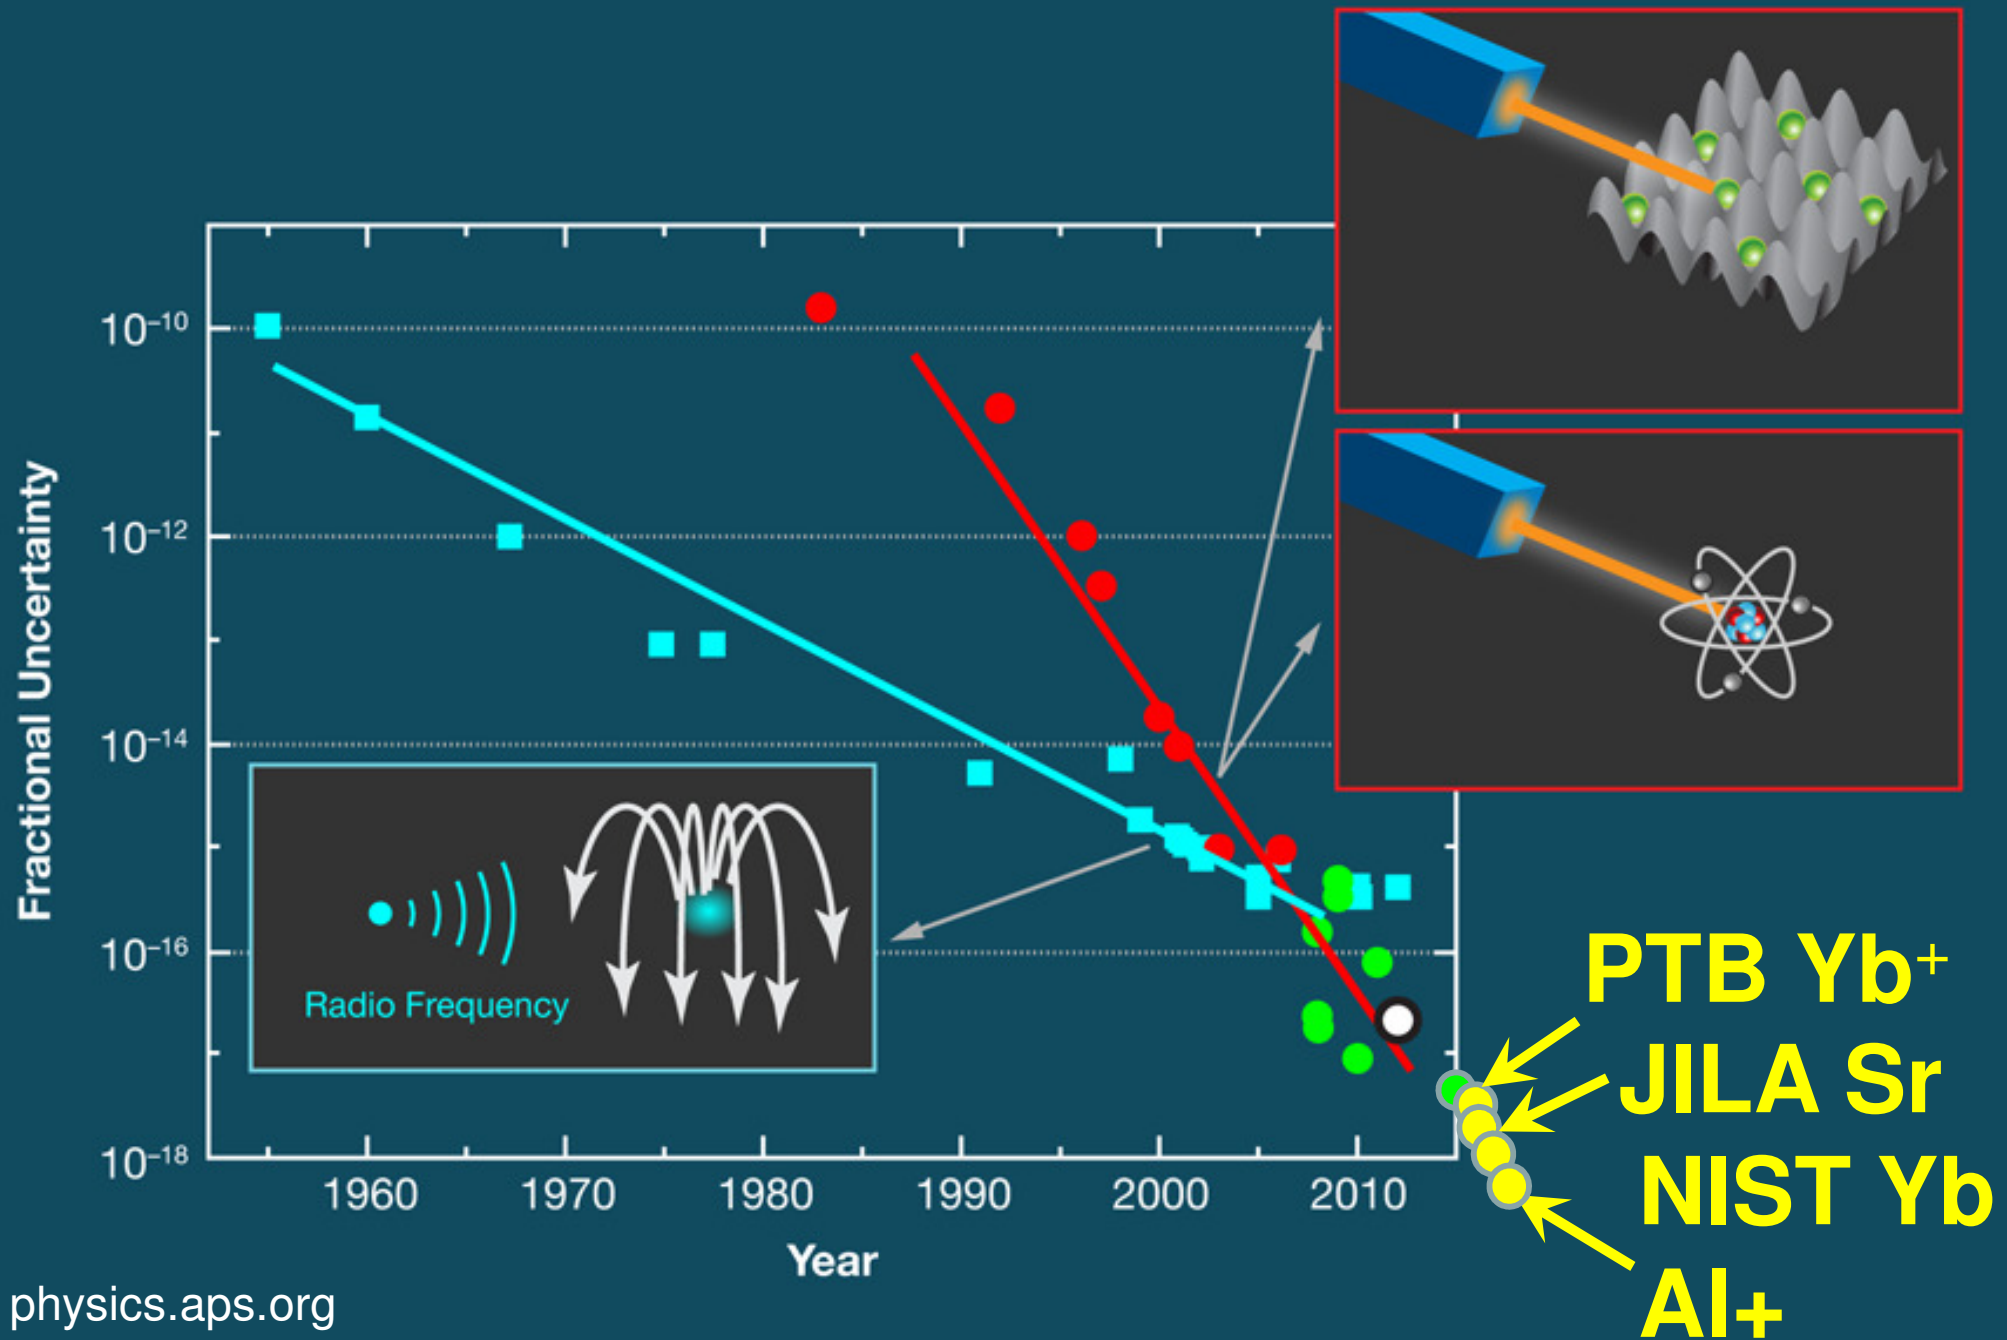 Fractional Uncertainty
10⁻¹⁰
10⁻¹²
10⁻¹⁴
10⁻¹⁶
10⁻¹⁸
Radio Frequency
1960 1970 1980 1990 2000 2010
Year
PTB Yb⁺
JILA Sr
NIST Yb
Al+
physics.aps.org